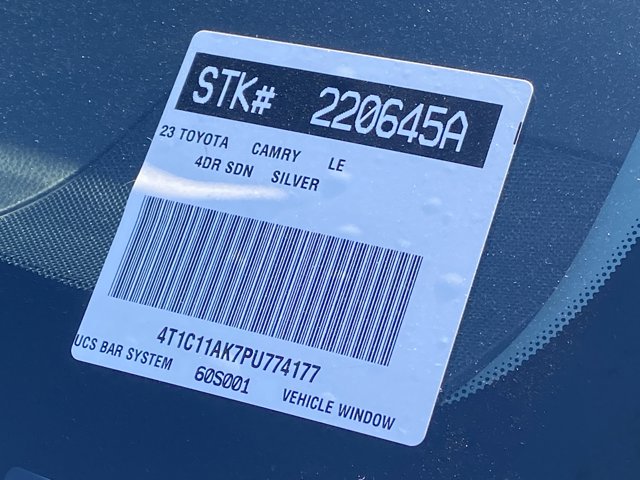 STK# 220645A
23 TOYOTA CAMRY LE
4DR SDN SILVER
4T1C11AK7PU774177
UCS BAR SYSTEM 60S001 VEHICLE WINDOW